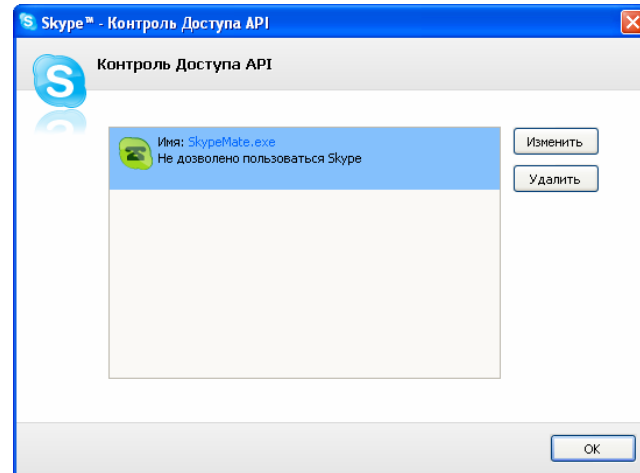 Skype™ - Контроль Доступа API
Контроль Доступа API
Имя: SkypeMate.exe
Не дозволено пользоваться Skype
Изменить
Удалить
OK